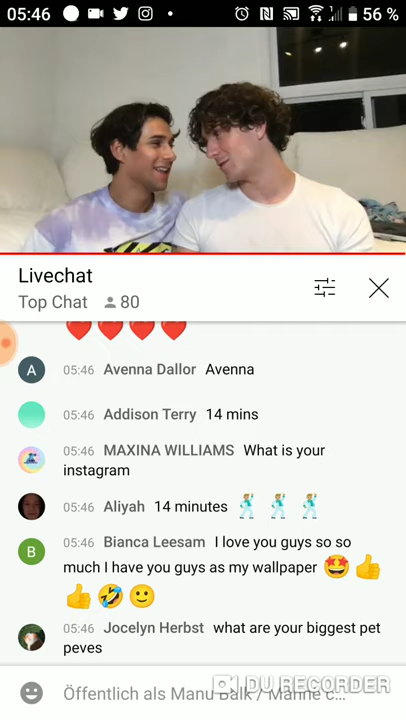 05:46
56 %
Livechat
Top Chat 80
05:46 Avenna Dallor Avenna
A
05:46 Addison Terry 14 mins
05:46 MAXINA WILLIAMS What is your
instagram
05:46 Aliyah 14 minutes
05:46 Bianca Leesam I love you guys so so
B
much I have you guys as my wallpaper
05:46 Jocelyn Herbst what are your biggest pet
peves
Öffentlich als Manu Balk / Männe c...
DU RECORDER